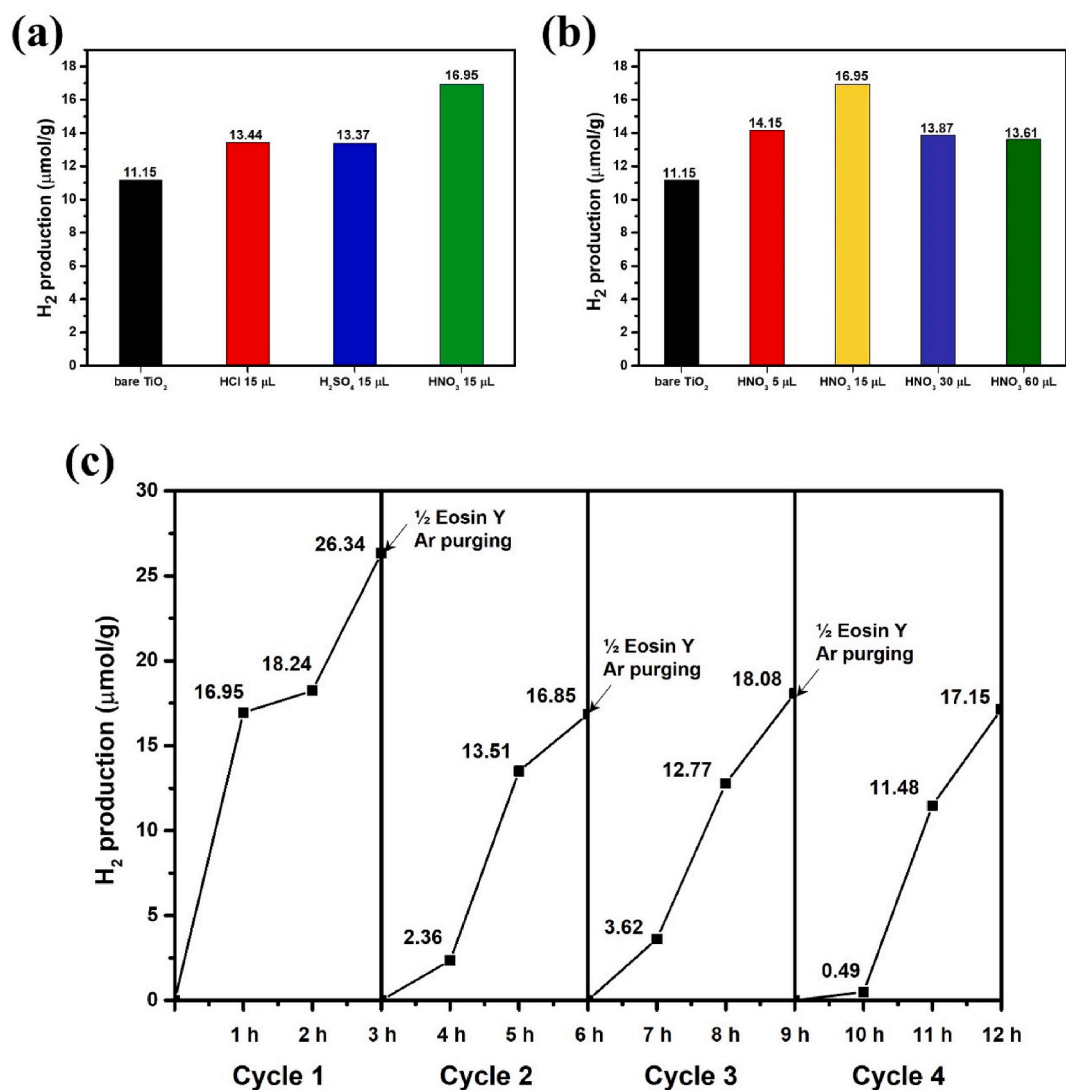 (a)
H₂ production (μmol/g)
18
16
14
12
10
8
6
4
2
0
11.15
13.44
13.37
16.95
bare TiO₂
HCl 15 μL
H₂SO₄ 15 μL
HNO₃ 15 μL
(b)
H₂ production (μmol/g)
18
16
14
12
10
8
6
4
2
0
11.15
14.15
16.95
13.87
13.61
bare TiO₂
HNO₃ 5 μL
HNO₃ 15 μL
HNO₃ 30 μL
HNO₃ 60 μL
(c)
H₂ production (μmol/g)
30
25
20
15
10
5
0
16.95
18.24
26.34
½ Eosin Y
Ar purging
2.36
13.51
16.85
½ Eosin Y
Ar purging
3.62
12.77
18.08
½ Eosin Y
Ar purging
0.49
11.48
17.15
1 h
2 h
3 h
4 h
5 h
6 h
7 h
8 h
9 h
10 h
11 h
12 h
Cycle 1
Cycle 2
Cycle 3
Cycle 4